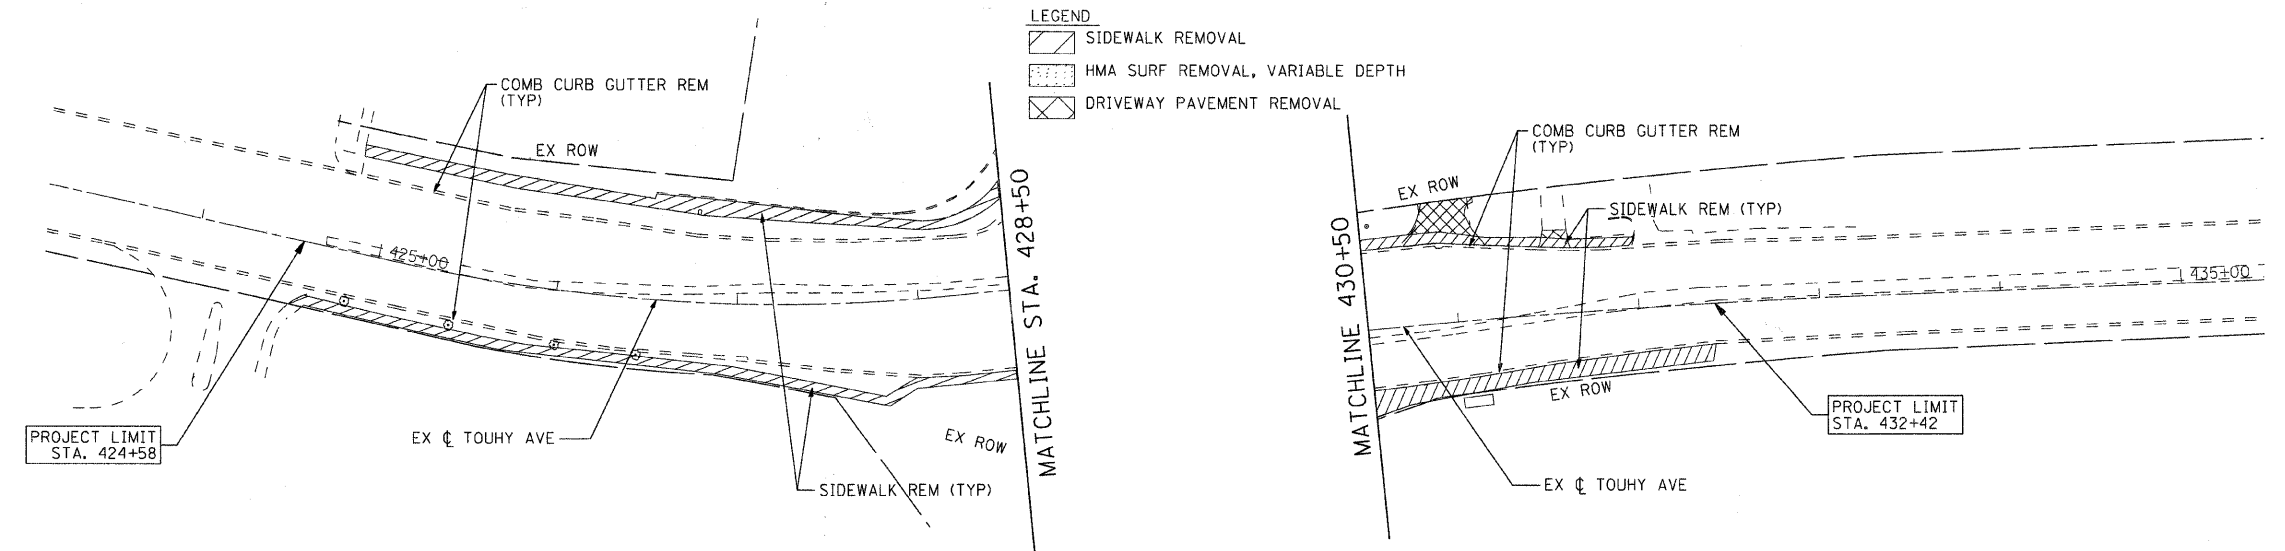 LEGEND
SIDEWALK REMOVAL
HMA SURF REMOVAL, VARIABLE DEPTH
DRIVEWAY PAVEMENT REMOVAL
COMB CURB GUTTER REM
(TYP)
EX ROW
425+00
PROJECT LIMIT
STA. 424+58
EX ℄ TOUHY AVE
SIDEWALK REM (TYP)
EX ROW
MATCHLINE STA. 428+50
MATCHLINE 430+50
EX ROW
COMB CURB GUTTER REM
(TYP)
SIDEWALK REM (TYP)
435+00
EX ROW
PROJECT LIMIT
STA. 432+42
EX ℄ TOUHY AVE